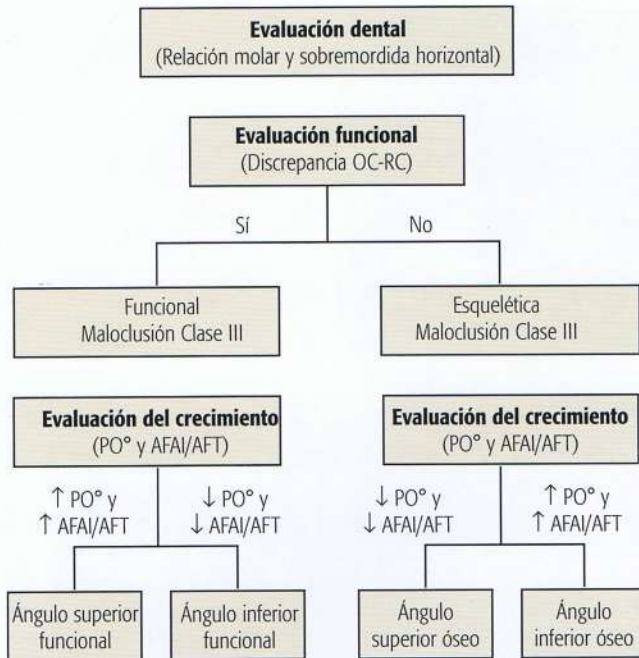 Evaluación dental
(Relación molar y sobremordida horizontal)
Evaluación funcional
(Discrepancia OC-RC)
Sí
No
Funcional
Maloclusión Clase III
Esquelética
Maloclusión Clase III
Evaluación del crecimiento
(PO° y AFAI/AFT)
Evaluación del crecimiento
(PO° y AFAI/AFT)
↑ PO° y
↑ AFAI/AFT
↓ PO° y
↓ AFAI/AFT
↓ PO° y
↓ AFAI/AFT
↑ PO° y
↑ AFAI/AFT
Ángulo superior
funcional
Ángulo inferior
funcional
Ángulo
superior óseo
Ángulo
inferior óseo